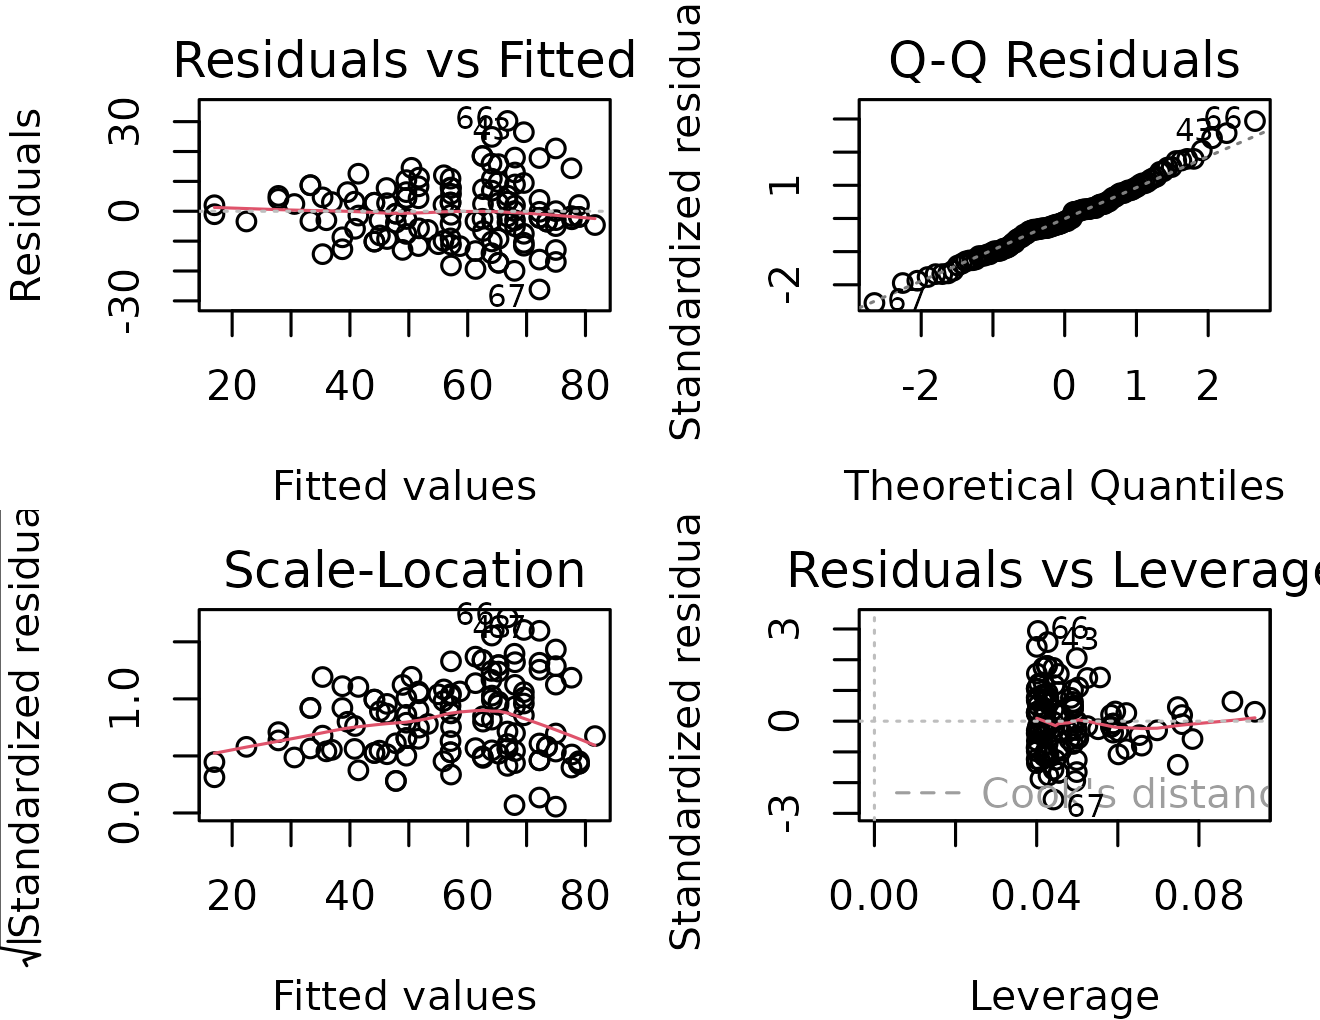 Residuals vs Fitted
Residuals
30
0
-30
66
43
67
20 40 60 80
Fitted values
Q-Q Residuals
Standardized residua
1
-2
66
43
67
-2 0 1 2
Theoretical Quantiles
Scale-Location
√|Standardized residua
1.0
0.0
66
43
67
20 40 60 80
Fitted values
Residuals vs Leverage
Standardized residua
3
0
-3
66
43
67
Cook's distanc
0.00 0.04 0.08
Leverage